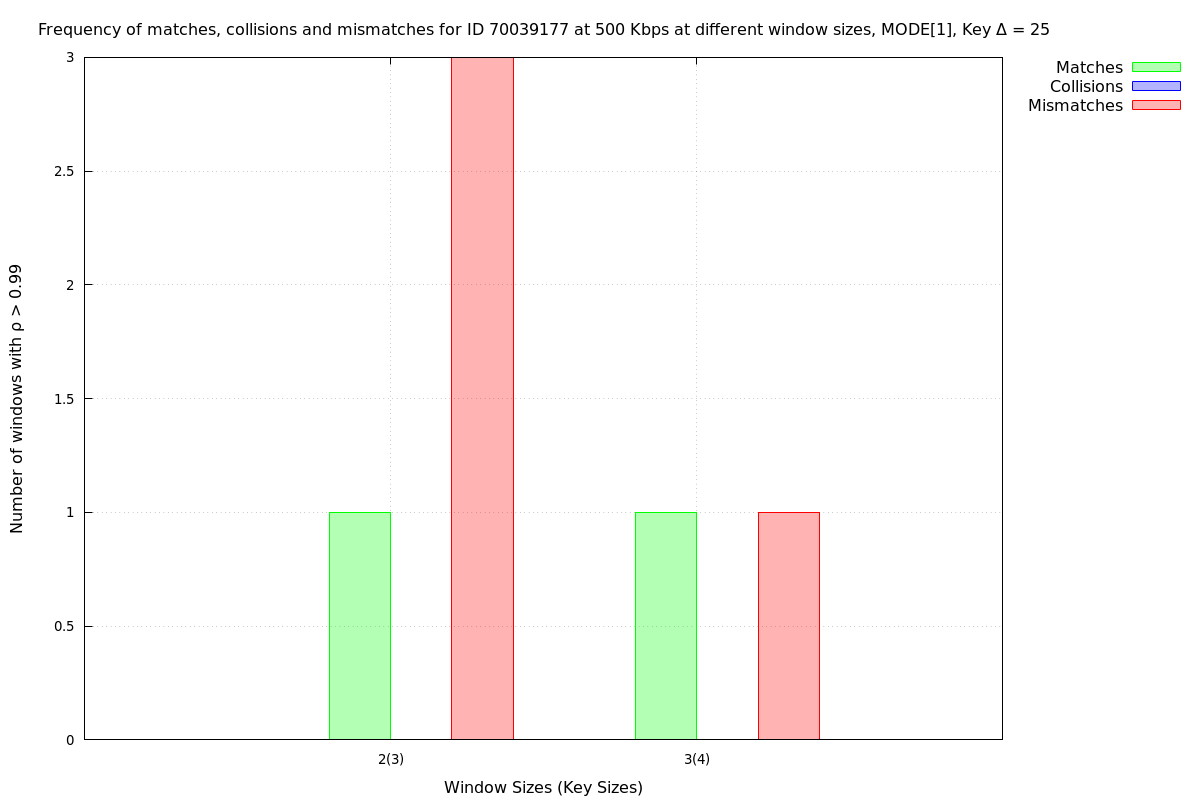 Frequency of matches, collisions and mismatches for ID 70039177 at 500 Kbps at different window sizes, MODE[1], Key Δ = 25
Matches
Collisions
Mismatches
3
2.5
2
1.5
1
0.5
0
Number of windows with ρ > 0.99
2(3)
3(4)
Window Sizes (Key Sizes)